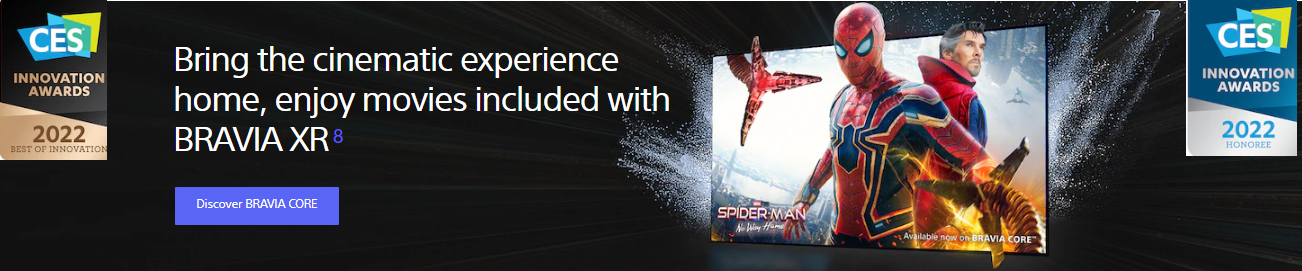 CES
INNOVATION
AWARDS
2022
BEST OF INNOVATION
Bring the cinematic experience
home, enjoy movies included with
BRAVIA XR 8
Discover BRAVIA CORE
SPIDER-MAN
No Way Home
Available now on BRAVIA CORE™
CES
INNOVATION
AWARDS
2022
HONOREE